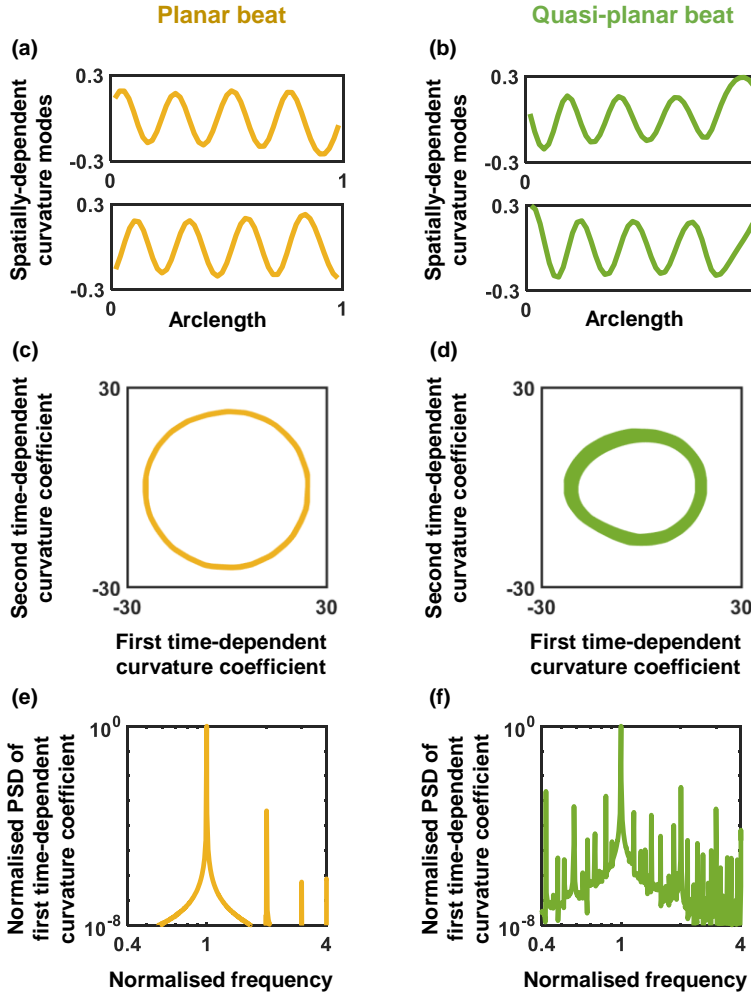 Planar beat
Quasi-planar beat
(a)
(b)
Spatially-dependent
curvature modes
0.3
-0.3
0
1
0.3
-0.3
0
1
Arclength
Spatially-dependent
curvature modes
0.3
-0.3
0
0.3
-0.3
0
Arclength
(c)
(d)
Second time-dependent
curvature coefficient
30
-30
-30
30
First time-dependent
curvature coefficient
Second time-dependent
curvature coefficient
30
-30
-30
30
First time-dependent
curvature coefficient
(e)
(f)
Normalised PSD of
first time-dependent
curvature coefficient
10^0
10^-8
0.4
1
4
Normalised frequency
Normalised PSD of
first time-dependent
curvature coefficient
10^0
10^-8
0.4
1
4
Normalised frequency